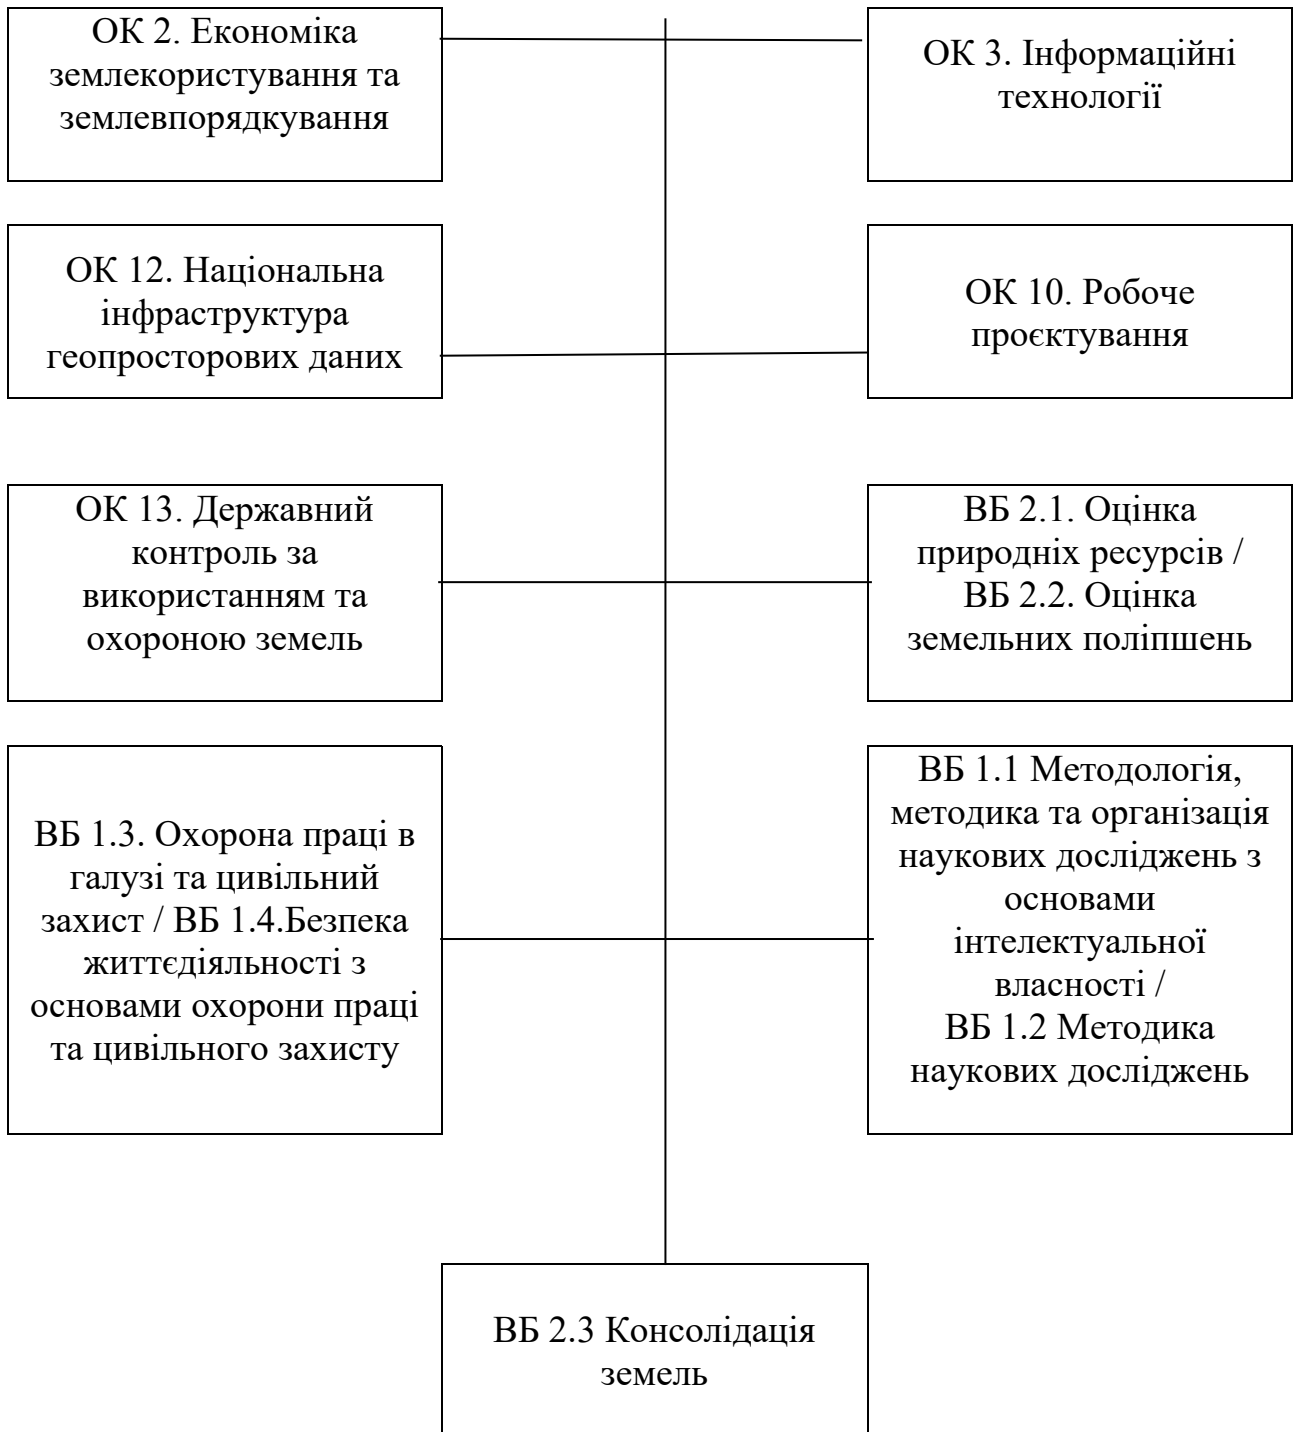 ОК 2. Економіка
землекористування та
землевпорядкування
ОК 3. Інформаційні
технології
ОК 12. Національна
інфраструктура
геопросторових даних
ОК 10. Робоче
проєктування
ОК 13. Державний
контроль за
використанням та
охороною земель
ВБ 2.1. Оцінка
природніх ресурсів /
ВБ 2.2. Оцінка
земельних поліпшень
ВБ 1.3. Охорона праці в
галузі та цивільний
захист / ВБ 1.4.Безпека
життєдіяльності з
основами охорони праці
та цивільного захисту
ВБ 1.1 Методологія,
методика та організація
наукових досліджень з
основами
інтелектуальної
власності /
ВБ 1.2 Методика
наукових досліджень
ВБ 2.3 Консолідація
земель